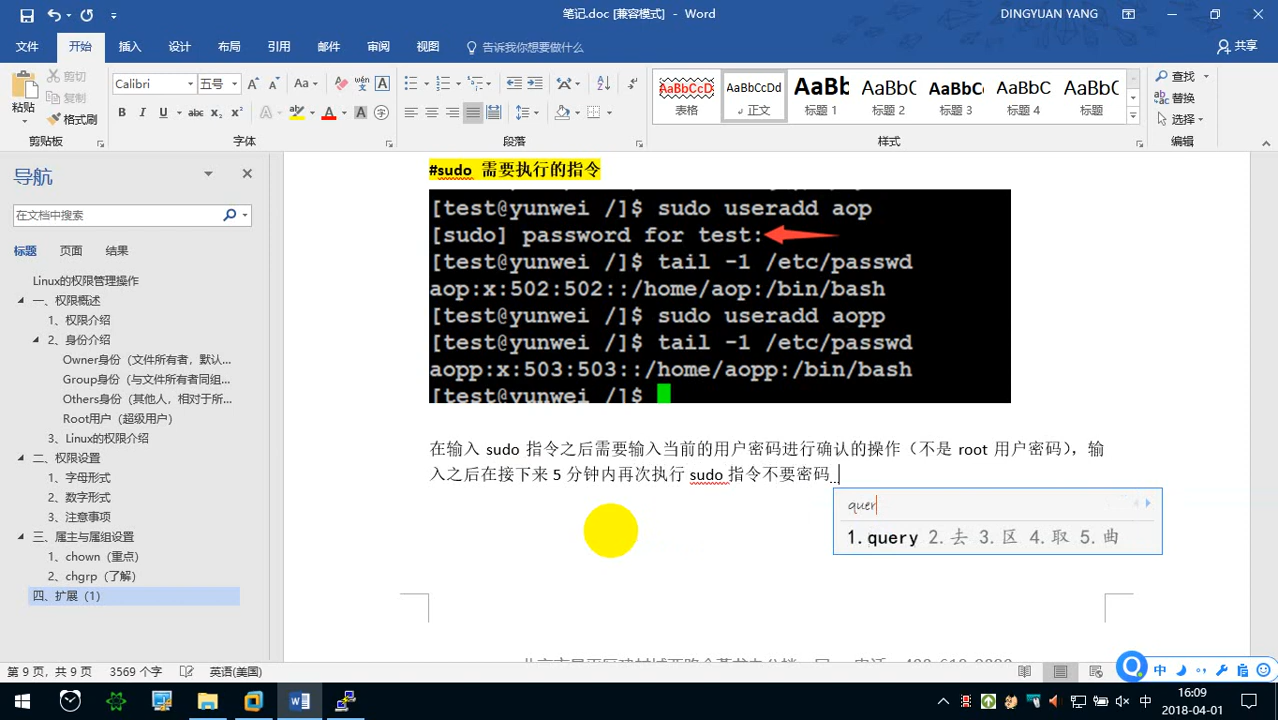 笔记.doc [兼容模式] - Word
DINGYUAN YANG
文件 开始 插入 设计 布局 引用 邮件 审阅 视图 告诉我你想要做什么 共享
粘贴 剪切 复制 格式刷
Calibri 五号
AaBbCcD 表格
AaBbCcDd 正文
AaBb 标题 1
AaBbC 标题 2
AaBbC 标题 3
AaBbC 标题 4
AaBbC 标题
查找 替换 选择
剪贴板 字体 段落 样式 编辑
导航
在文档中搜索
标题 页面 结果
Linux的权限管理操作
一、权限概述
1、权限介绍
2、身份介绍
Owner身份（文件所有者，默认...
Group身份（与文件所有者同组...
Others身份（其他人，相对于所...
Root用户（超级用户）
3、Linux的权限介绍
二、权限设置
1、字母形式
2、数字形式
3、注意事项
三、属主与属组设置
1、chown（重点）
2、chgrp（了解）
四、扩展（1）
#sudo 需要执行的指令
[test@yunwei /]$ sudo useradd aop
[sudo] password for test:
[test@yunwei /]$ tail -1 /etc/passwd
aop:x:502:502::/home/aop:/bin/bash
[test@yunwei /]$ sudo useradd aopp
[test@yunwei /]$ tail -1 /etc/passwd
aopp:x:503:503::/home/aopp:/bin/bash
[test@yunwei /]$
在输入 sudo 指令之后需要输入当前的用户密码进行确认的操作（不是 root 用户密码），输
入之后在接下来 5 分钟内再次执行 sudo 指令不要密码
quer
1.query 2.去 3.区 4.取 5.曲
第 9 页，共 9 页 3569 个字 英语(美国)
中
中
16:09
2018-04-01